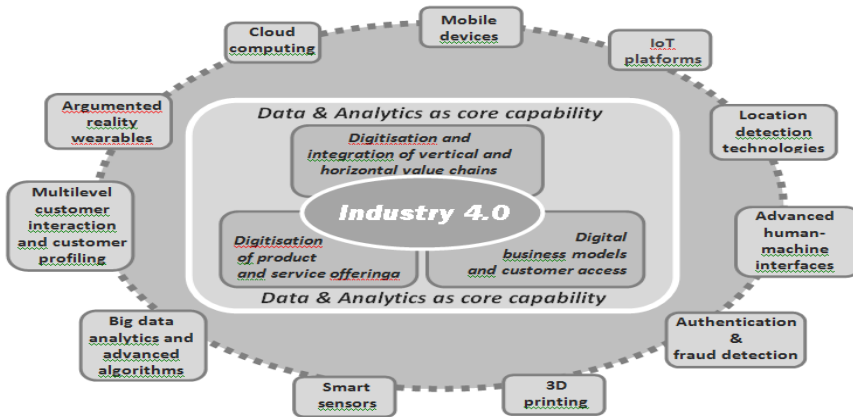 Cloud
computing
Mobile
devices
IoT
platforms
Location
detection
technologies
Advanced
human-
machine
interfaces
Authentication
&
fraud detection
3D
printing
Smart
sensors
Big data
analytics and
advanced
algorithms
Multilevel
customer
interaction
and customer
profiling
Argumented
reality
wearables
Data & Analytics as core capability
Digitisation and
integration of vertical and
horizontal value chains
Industry 4.0
Digitisation
of product
and service offeringa
Digital
business models
and customer access
Data & Analytics as core capability